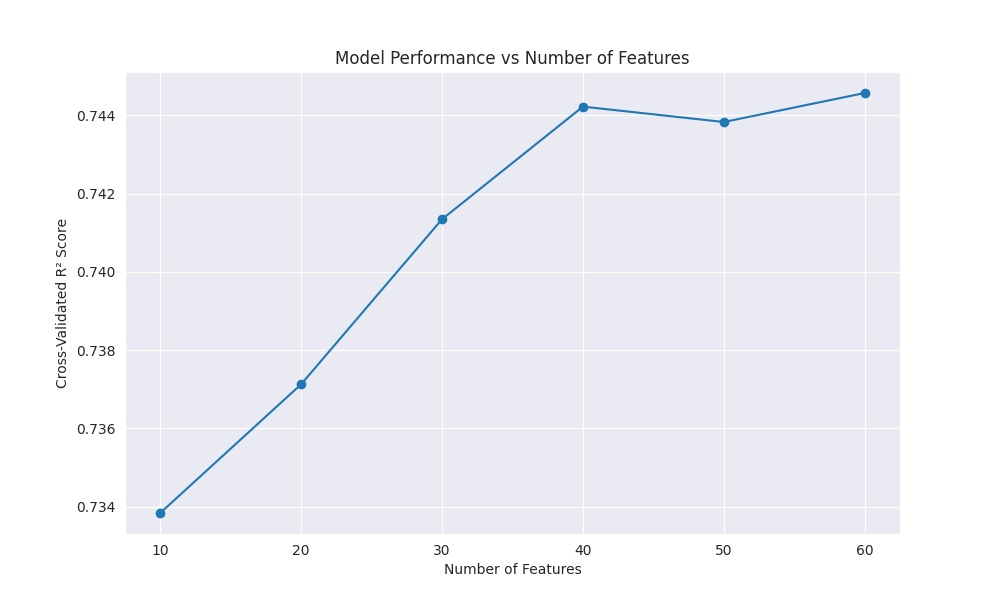 Model Performance vs Number of Features
0.744
0.742
0.740
0.738
0.736
0.734
Cross-Validated R² Score
10 20 30 40 50 60
Number of Features